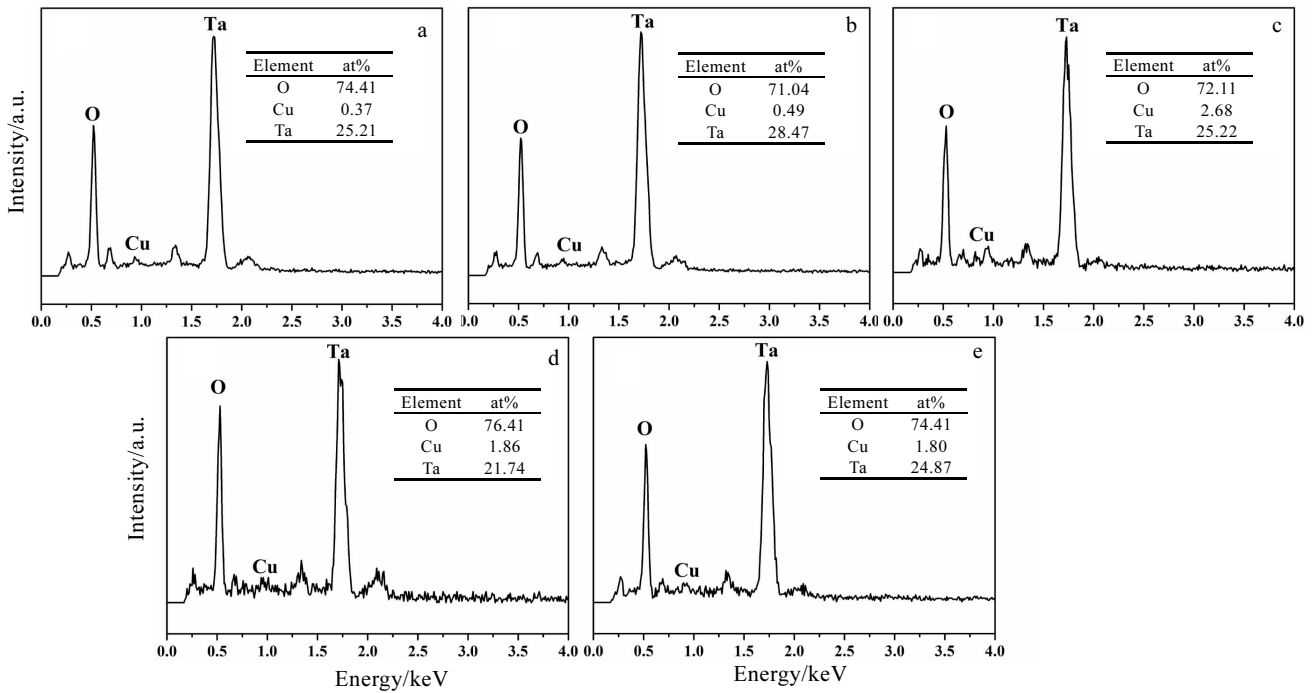 a
Ta
O
Cu
Element at%
O 74.41
Cu 0.37
Ta 25.21
Intensity/a.u.
0.0 0.5 1.0 1.5 2.0 2.5 3.0 3.5 4.0
b
Ta
O
Cu
Element at%
O 71.04
Cu 0.49
Ta 28.47
0.0 0.5 1.0 1.5 2.0 2.5 3.0 3.5 4.0
c
Ta
O
Cu
Element at%
O 72.11
Cu 2.68
Ta 25.22
0.0 0.5 1.0 1.5 2.0 2.5 3.0 3.5 4.0
d
Ta
O
Cu
Element at%
O 76.41
Cu 1.86
Ta 21.74
Intensity/a.u.
0.0 0.5 1.0 1.5 2.0 2.5 3.0 3.5 4.0
Energy/keV
e
Ta
O
Cu
Element at%
O 74.41
Cu 1.80
Ta 24.87
0.0 0.5 1.0 1.5 2.0 2.5 3.0 3.5 4.0
Energy/keV